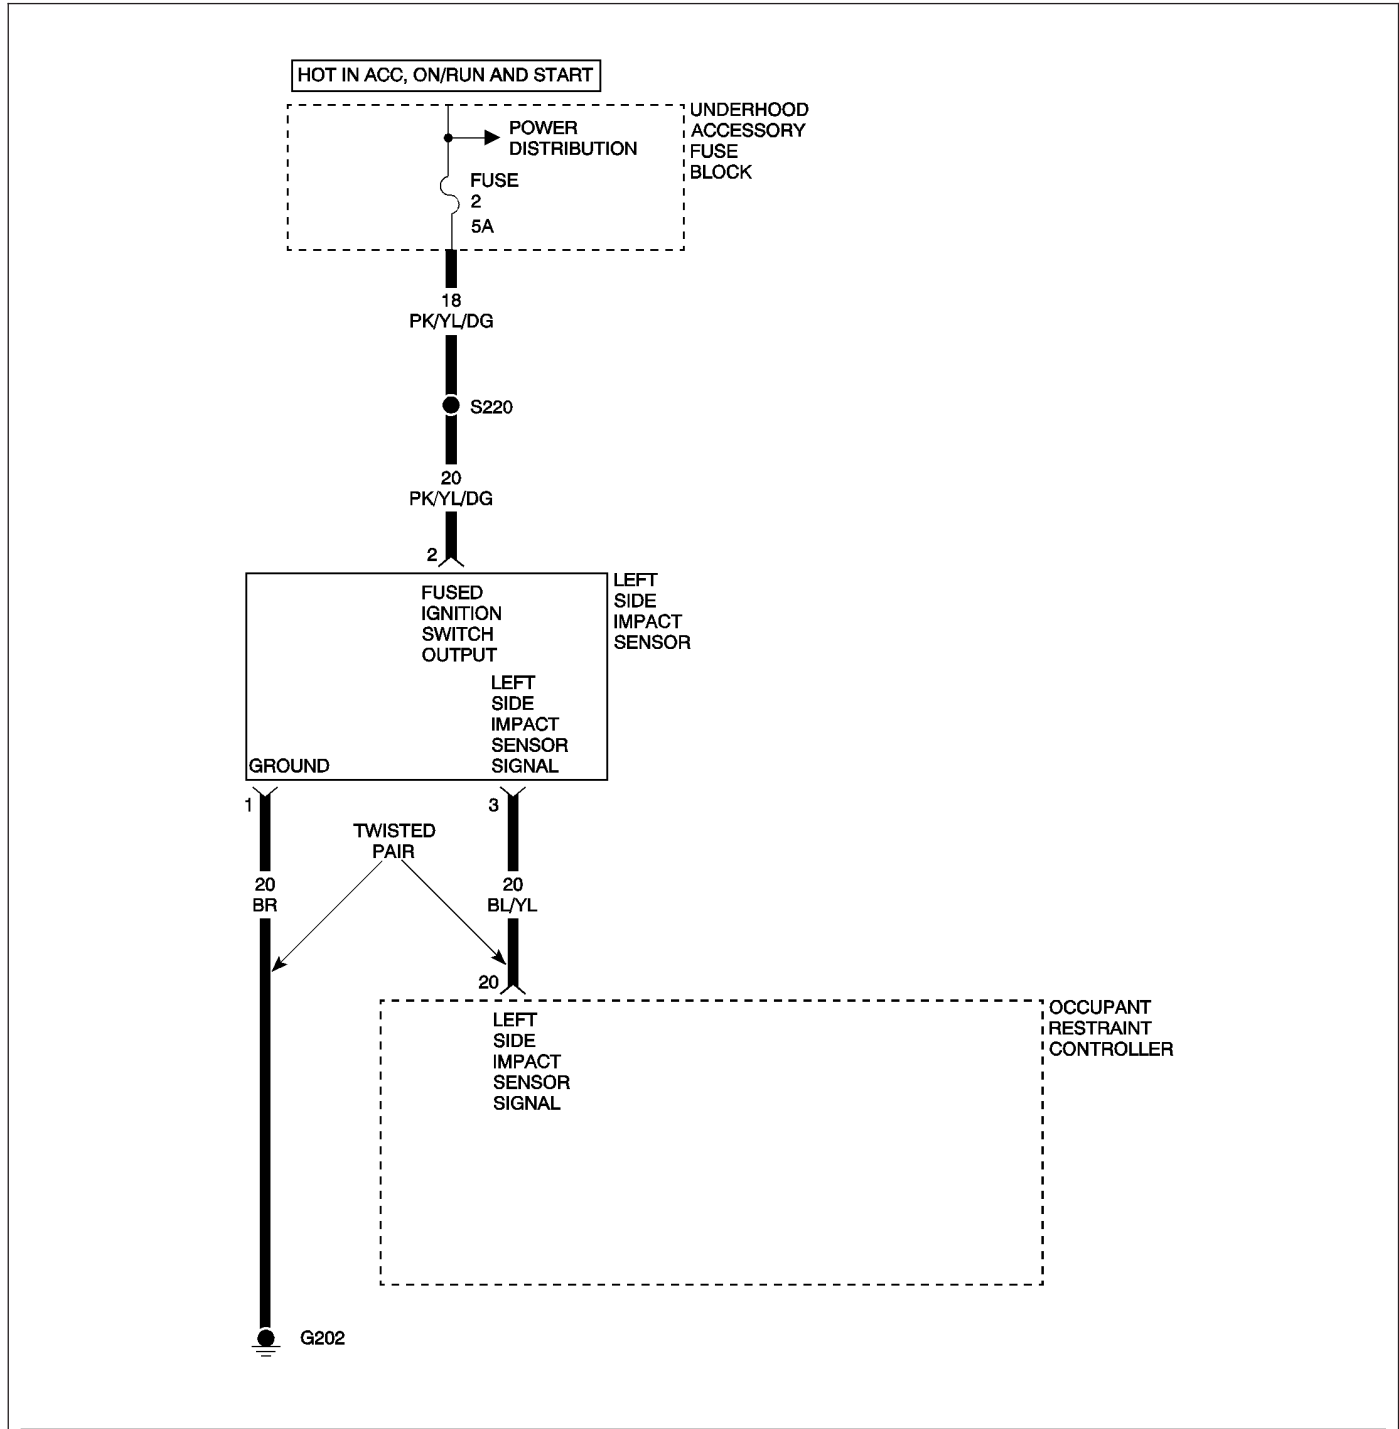 HOT IN ACC, ON/RUN AND START
UNDERHOOD
ACCESSORY
FUSE
BLOCK
POWER
DISTRIBUTION
FUSE
2
5A
18
PK/YL/DG
S220
20
PK/YL/DG
2
LEFT
SIDE
IMPACT
SENSOR
FUSED
IGNITION
SWITCH
OUTPUT
LEFT
SIDE
IMPACT
SENSOR
SIGNAL
GROUND
1
3
TWISTED
PAIR
20
BR
20
BL/YL
20
OCCUPANT
RESTRAINT
CONTROLLER
LEFT
SIDE
IMPACT
SENSOR
SIGNAL
G202